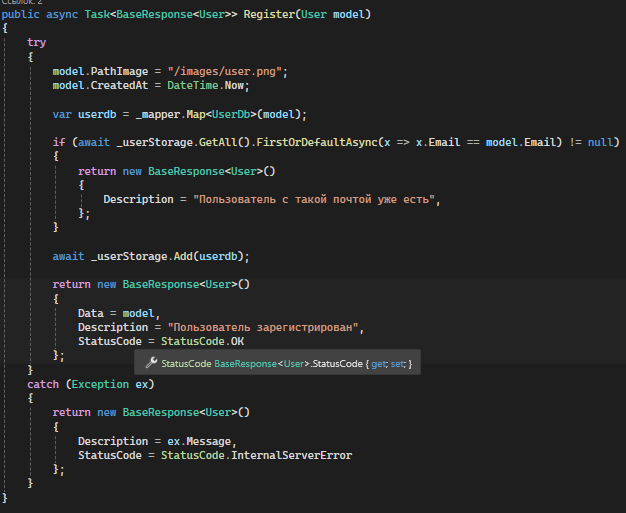 Ссылок: 2
public async Task<BaseResponse<User>> Register(User model)
{
try
{
model.PathImage = "/images/user.png";
model.CreatedAt = DateTime.Now;
var userdb = _mapper.Map<UserDb>(model);
if (await _userStorage.GetAll().FirstOrDefaultAsync(x => x.Email == model.Email) != null)
{
return new BaseResponse<User>()
{
Description = "Пользователь с такой почтой уже есть",
};
}
await _userStorage.Add(userdb);
return new BaseResponse<User>()
{
Data = model,
Description = "Пользователь зарегистрирован",
StatusCode = StatusCode.OK
};
StatusCode BaseResponse<User>.StatusCode { get; set; }
}
catch (Exception ex)
{
return new BaseResponse<User>()
{
Description = ex.Message,
StatusCode = StatusCode.InternalServerError
};
}
}